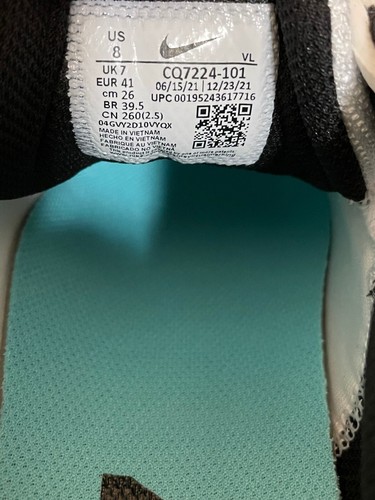 US
8
VL
UK 7
CQ7224-101
EUR 41
06/15/21 | 12/23/21
cm 26
UPC 00195243617716
BR 39.5
CN 260(2.5)
04GVY2D10VYQX
MADE IN VIETNAM
HECHO EN VIETNAM
FABRIQUE AU VIETNAM